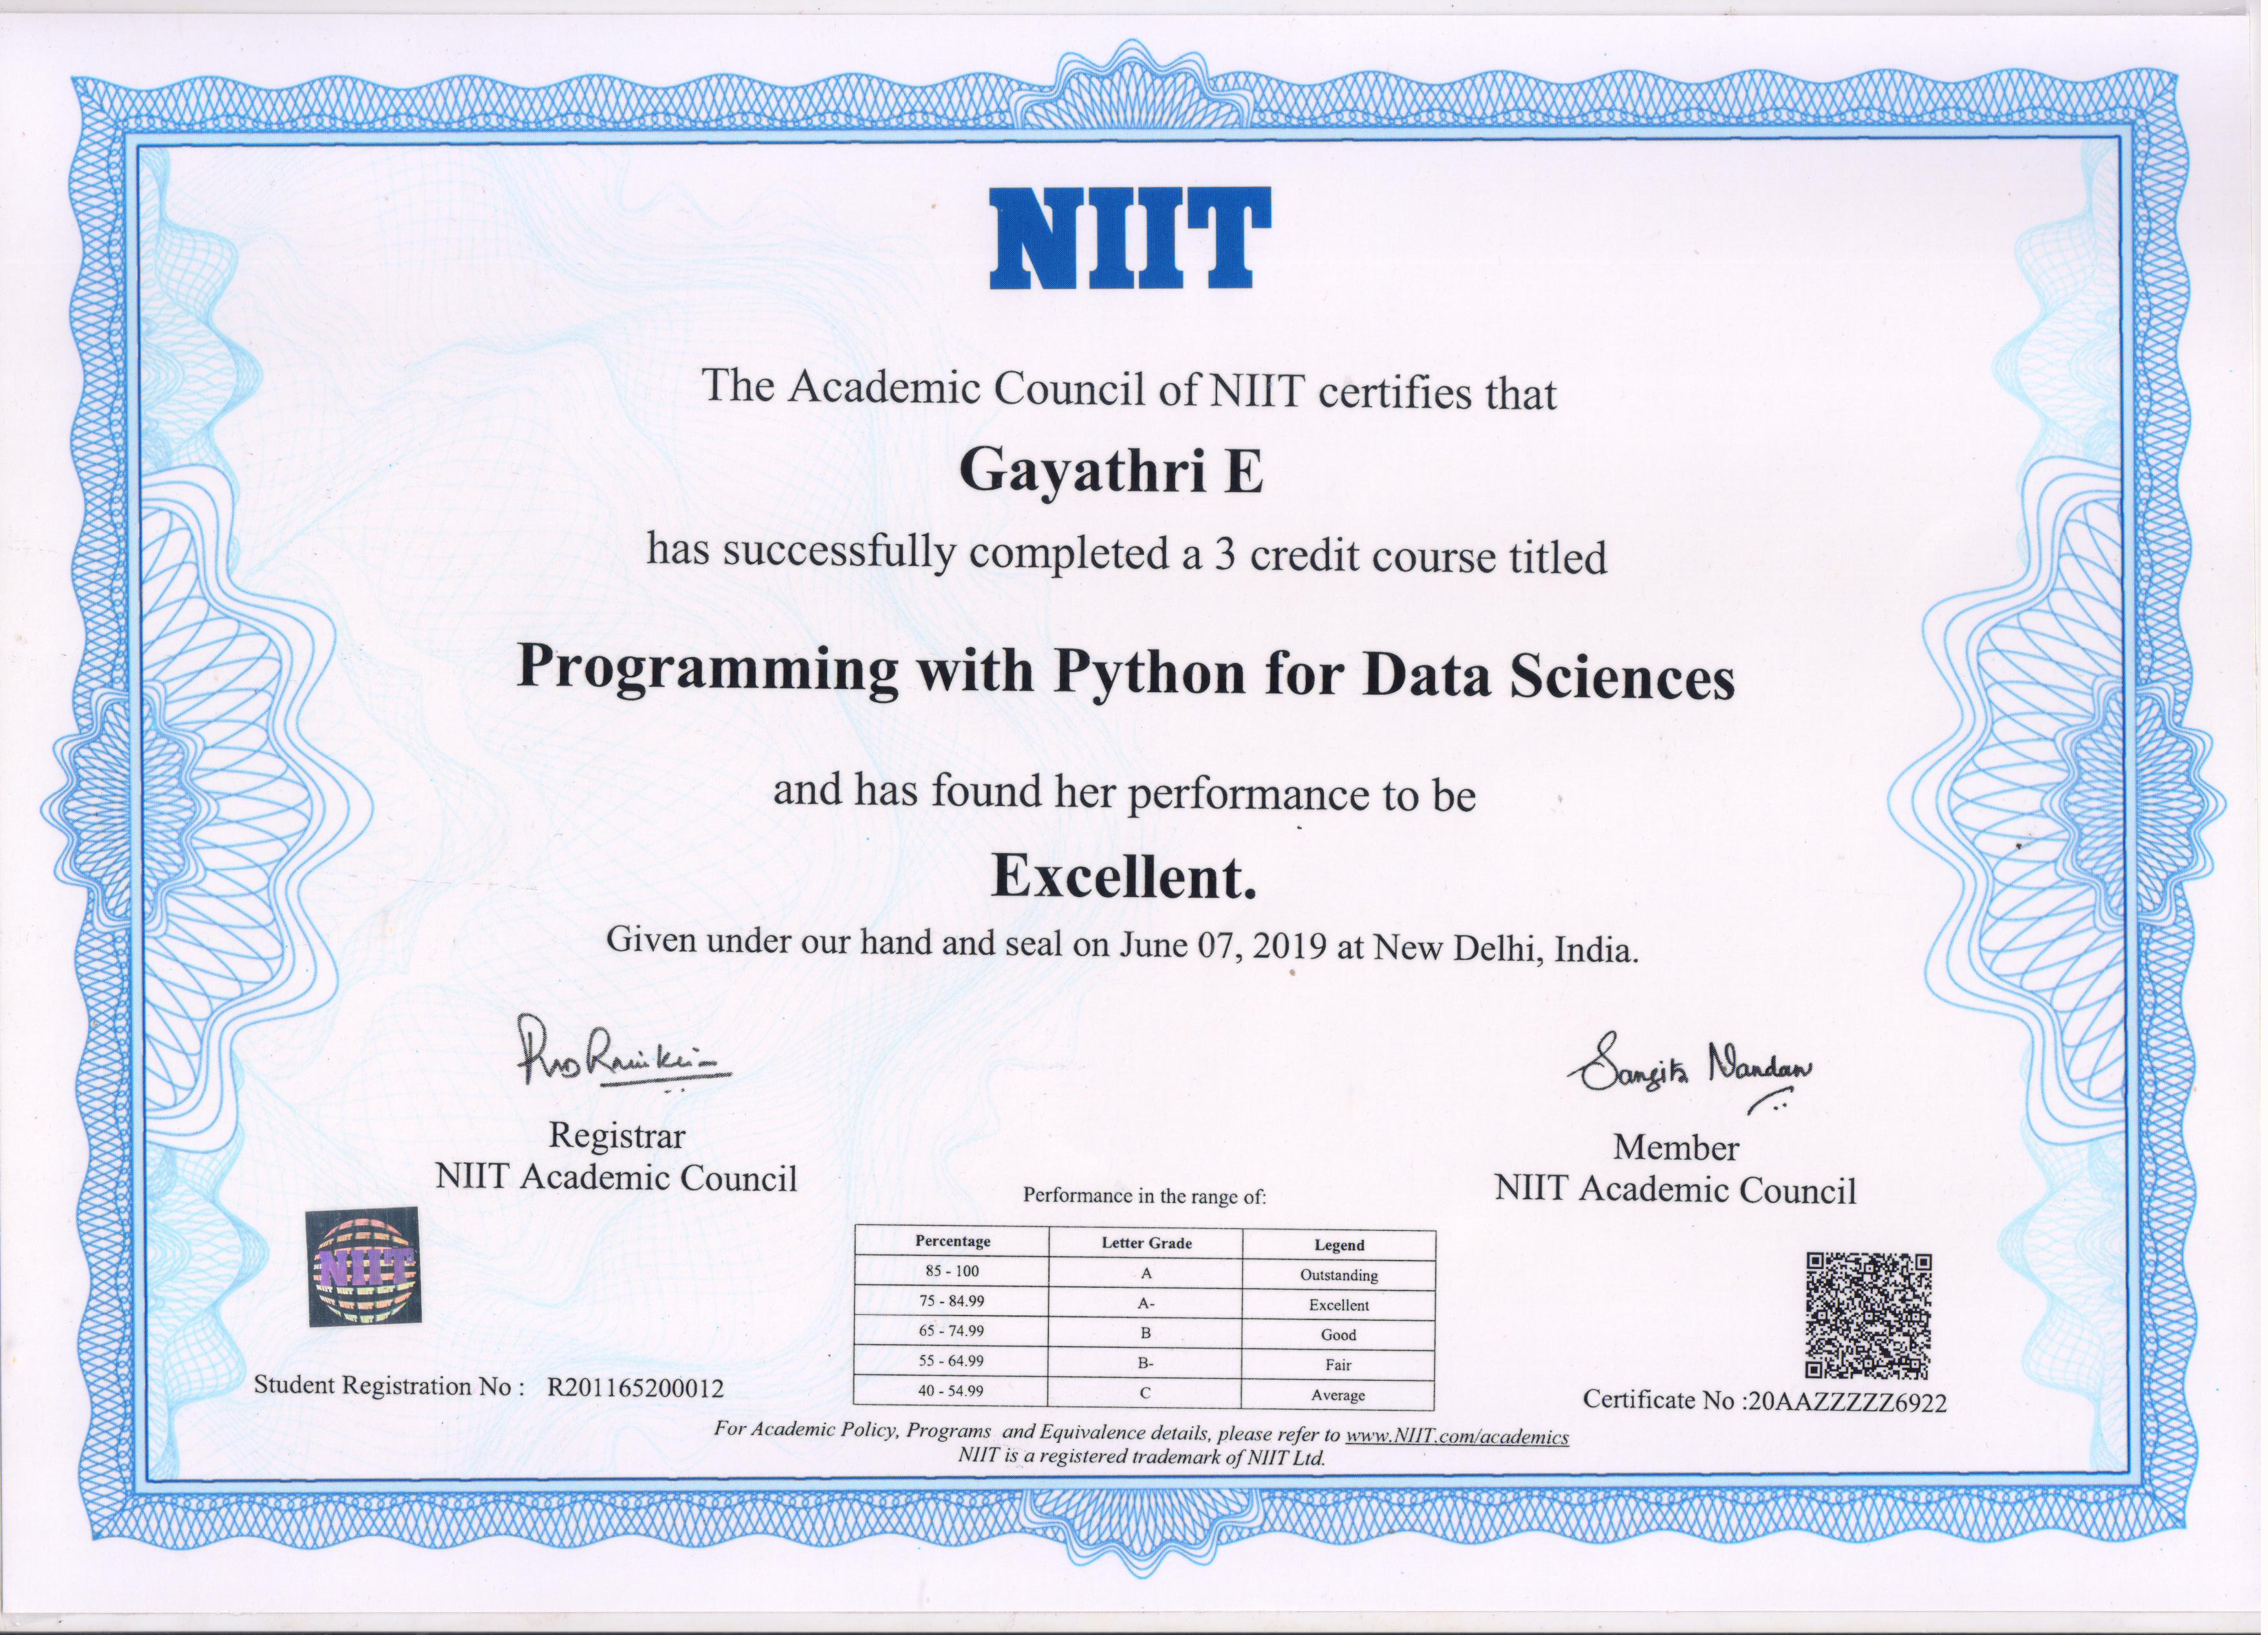 NIIT
The Academic Council of NIIT certifies that
Gayathri E
has successfully completed a 3 credit course titled
Programming with Python for Data Sciences
and has found her performance to be
Excellent.
Given under our hand and seal on June 07, 2019 at New Delhi, India.
Sangita Nandan
Registrar
NIIT Academic Council
Member
NIIT Academic Council
Performance in the range of:
Percentage Letter Grade Legend
85 - 100 A Outstanding
75 - 84.99 A- Excellent
65 - 74.99 B Good
55 - 64.99 B- Fair
40 - 54.99 C Average
NIIT
Student Registration No : R201165200012
Certificate No :20AAZZZZZ6922
For Academic Policy, Programs and Equivalence details, please refer to www.NIIT.com/academics
NIIT is a registered trademark of NIIT Ltd.